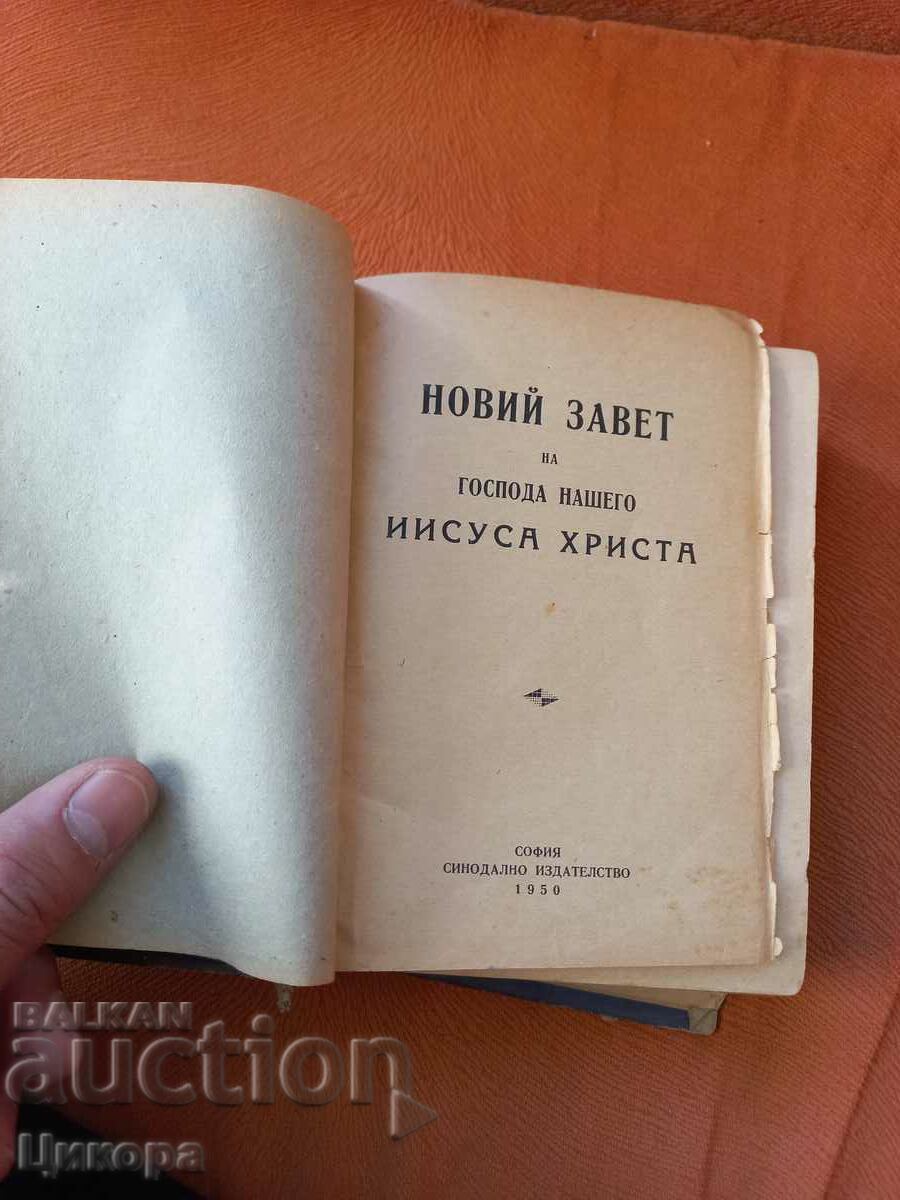 НОВИЙ ЗАВЕТ
НА
ГОСПОДА НАШЕГО
ИИСУСА ХРИСТА
СОФИЯ
СИНОДАЛНО ИЗДАТЕЛСТВО
1950
BALKAN
auction
Цикора